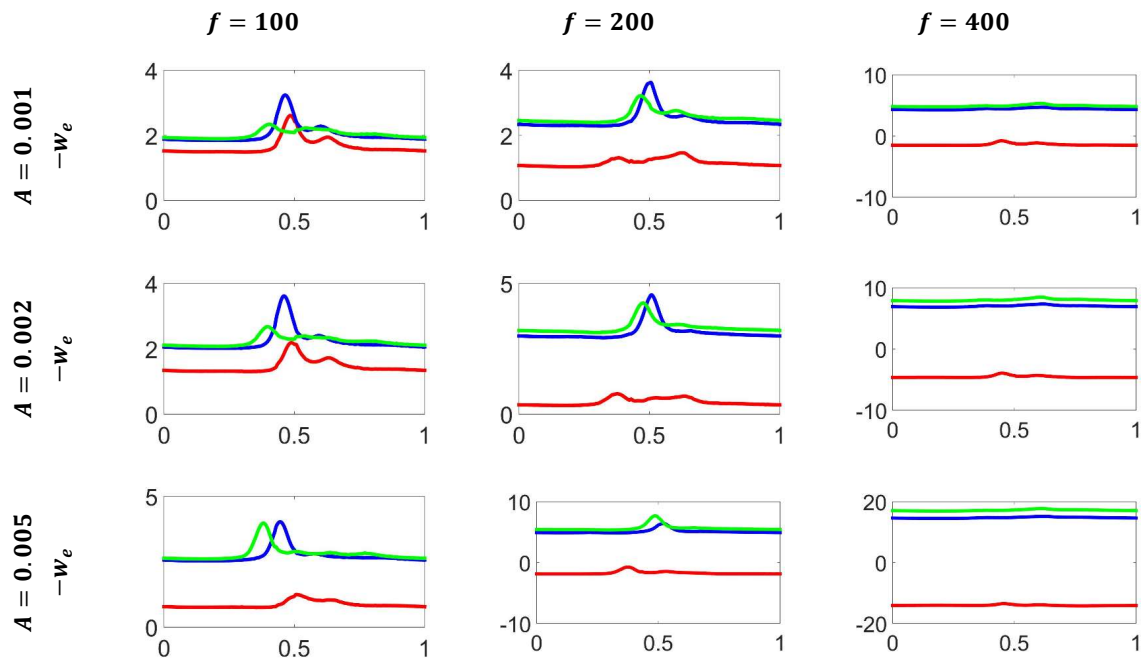 f = 100 f = 200 f = 400
A = 0.001
−w_e
4 4 10
2 2 0
0 0 -10
0 0.5 1 0 0.5 1 0 0.5 1
A = 0.002
−w_e
4 5 10
2 0
0 0 -10
0 0.5 1 0 0.5 1 0 0.5 1
A = 0.005
−w_e
5 10 20
0
0
0 -10 -20
0 0.5 1 0 0.5 1 0 0.5 1